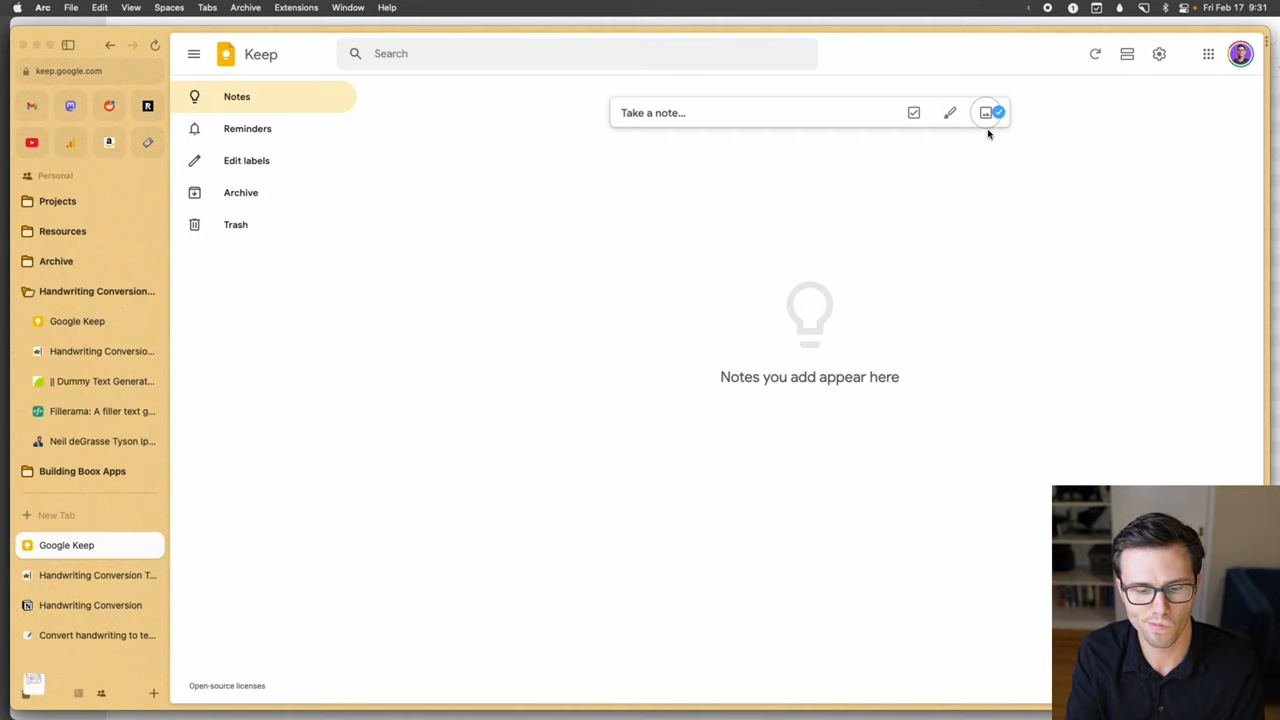 Arc File Edit View Spaces Tabs Archive Extensions Window Help
Fri Feb 17 9:31
keep.google.com
Keep
Search
Personal
Projects
Resources
Archive
Handwriting Conversion...
Google Keep
Handwriting Conversio...
|| Dummy Text Generat...
Fillerama: A filler text g...
Neil deGrasse Tyson Ip...
Building Boox Apps
New Tab
Google Keep
Handwriting Conversion T...
Handwriting Conversion
Convert handwriting to te...
Notes
Reminders
Edit labels
Archive
Trash
Take a note...
Notes you add appear here
Open-source licenses